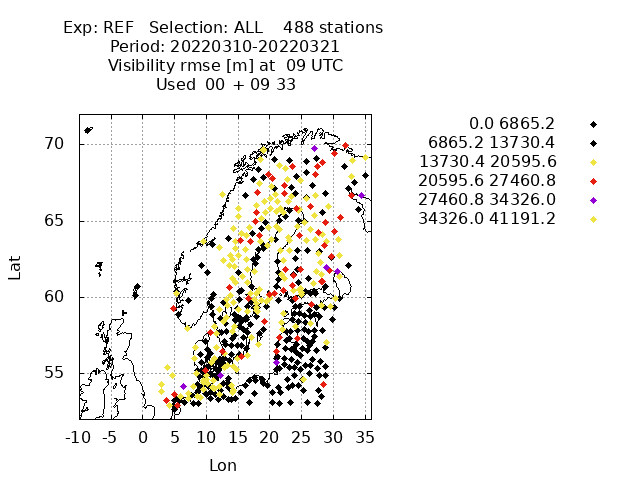 Exp: REF   Selection: ALL    488 stations
Period: 20220310-20220321
Visibility rmse [m] at  09 UTC
Used  00 + 09 33
0.0 6865.2
6865.2 13730.4
13730.4 20595.6
20595.6 27460.8
27460.8 34326.0
34326.0 41191.2
70
65
60
55
Lat
-10 -5 0 5 10 15 20 25 30 35
Lon